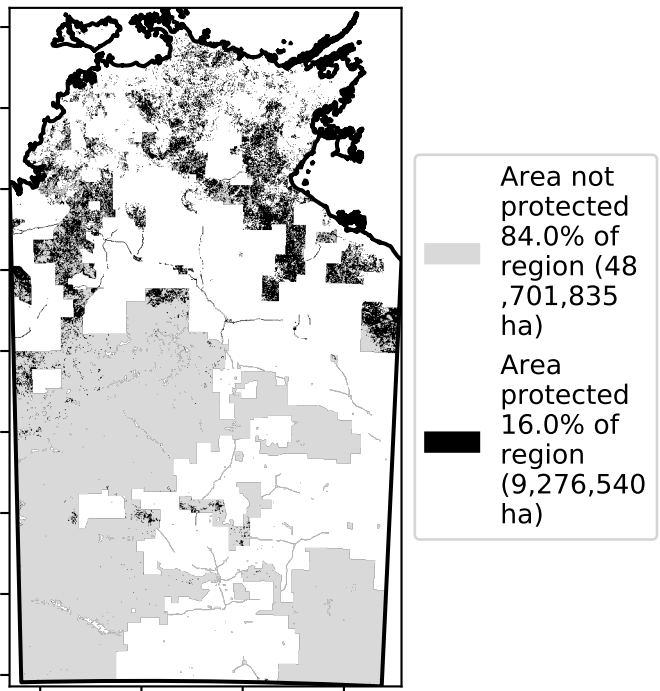 Area not
protected
84.0% of
region (48
,701,835
ha)
Area
protected
16.0% of
region
(9,276,540
ha)